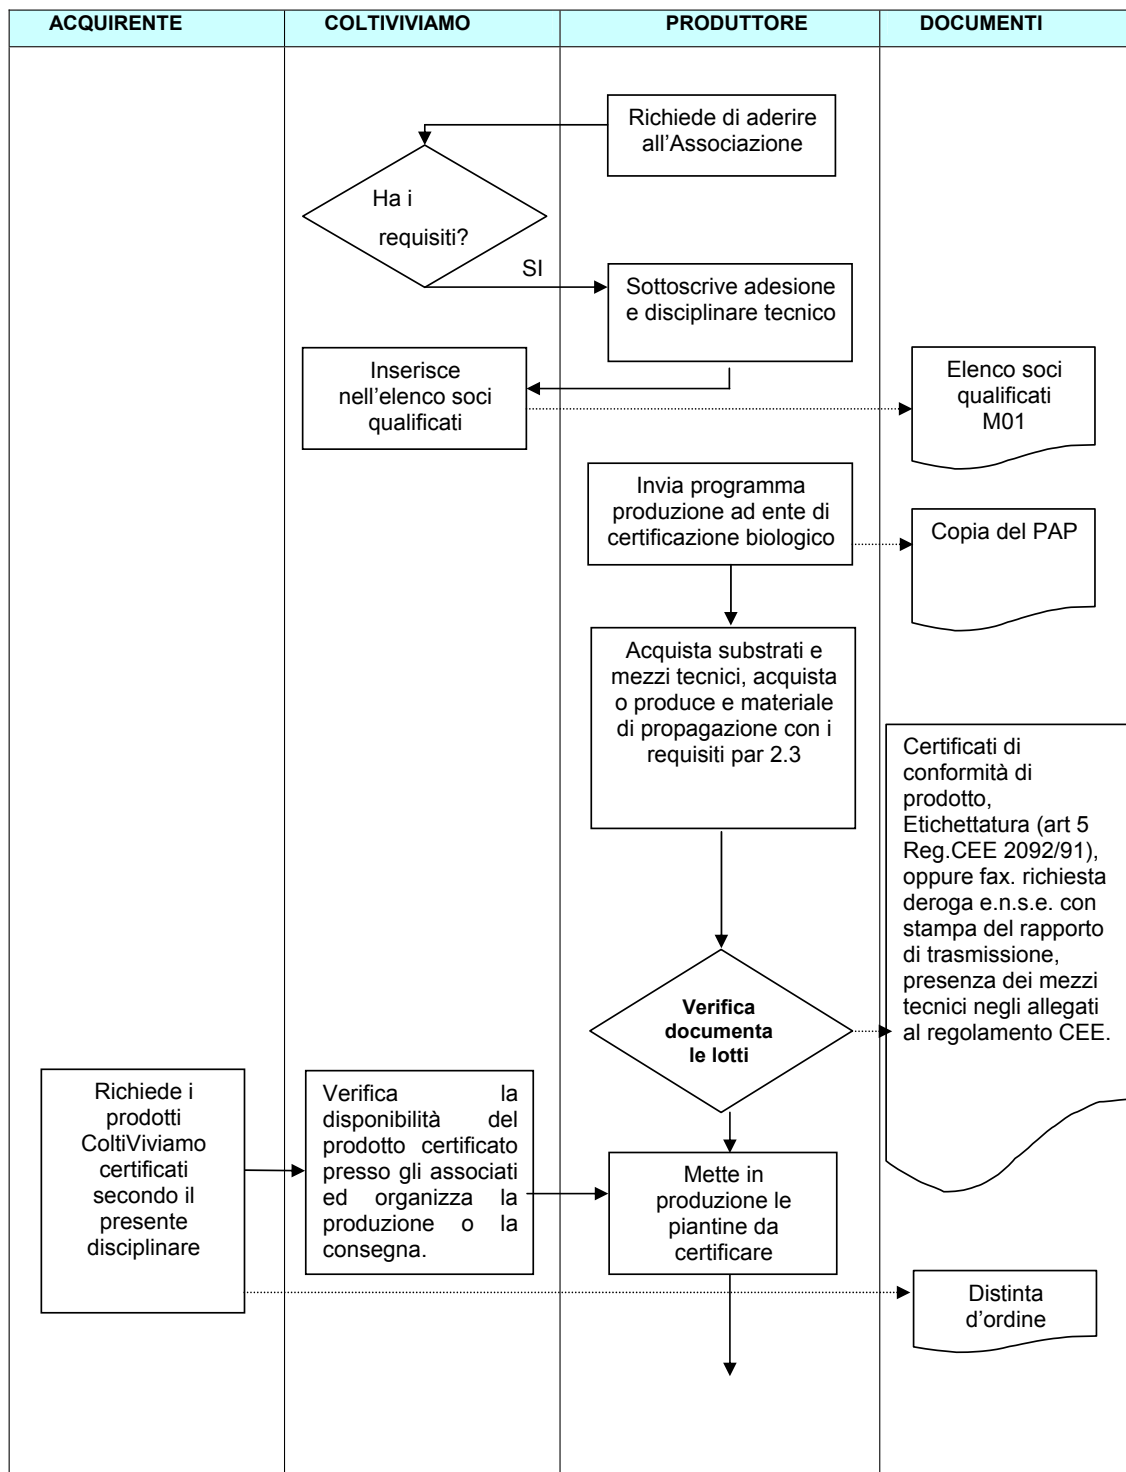 ACQUIRENTE
COLTIVIVIAMO
PRODUTTORE
DOCUMENTI
Richiede di aderire
all'Associazione
Ha i
requisiti?
SI
Sottoscrive adesione
e disciplinare tecnico
Inserisce
nell'elenco soci
qualificati
Elenco soci
qualificati
M01
Invia programma
produzione ad ente di
certificazione biologico
Copia del PAP
Acquista substrati e
mezzi tecnici, acquista
o produce e materiale
di propagazione con i
requisiti par 2.3
Certificati di
conformità di
prodotto,
Etichettatura (art 5
Reg.CEE 2092/91),
oppure fax. richiesta
deroga e.n.s.e. con
stampa del rapporto
di trasmissione,
presenza dei mezzi
tecnici negli allegati
al regolamento CEE.
Verifica
documenta
le lotti
Richiede i
prodotti
ColtiViviamo
certificati
secondo il
presente
disciplinare
Verifica la
disponibilità del
prodotto certificato
presso gli associati
ed organizza la
produzione o la
consegna.
Mette in
produzione le
piantine da
certificare
Distinta
d'ordine